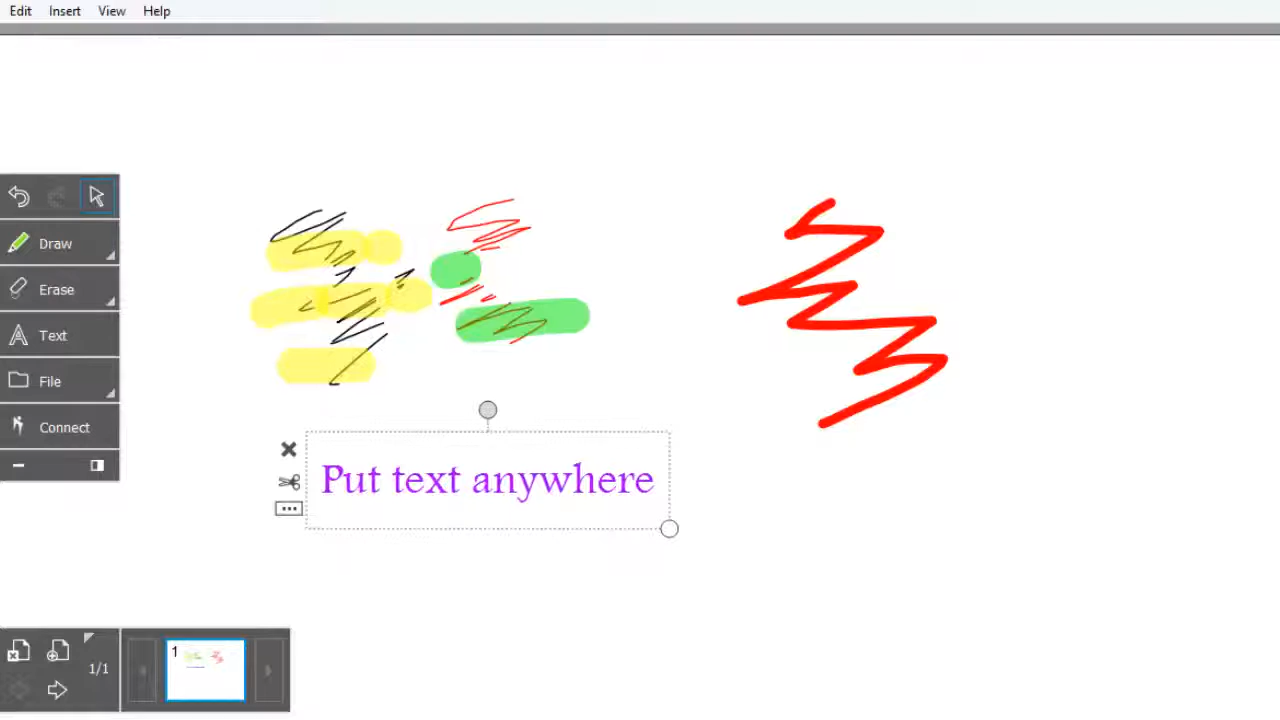 Edit Insert View Help
Draw
Erase
Text
File
Connect
Put text anywhere
1/1
1